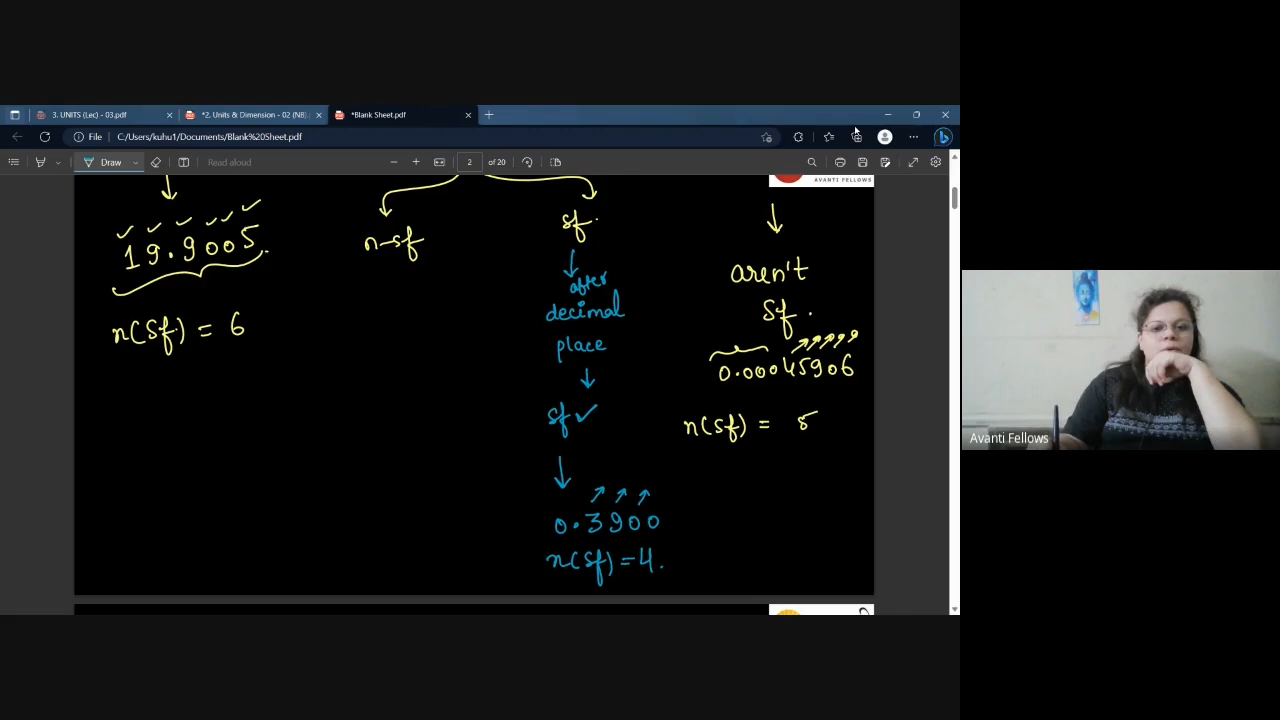 3. UNITS (Lec) - 03.pdf
*2. Units & Dimension - 02 (NB).
*Blank Sheet.pdf
File
C:/Users/kuhu1/Documents/Blank%20Sheet.pdf
Draw
Read aloud
2
of 20
AVANTI FELLOWS
19.9005
n(sf) = 6
n-sf
sf.
after
decimal
place
sf ✓
0.3900
n(sf) = 4.
aren't
sf.
0.00045906
n(sf) = 5
Avanti Fellows